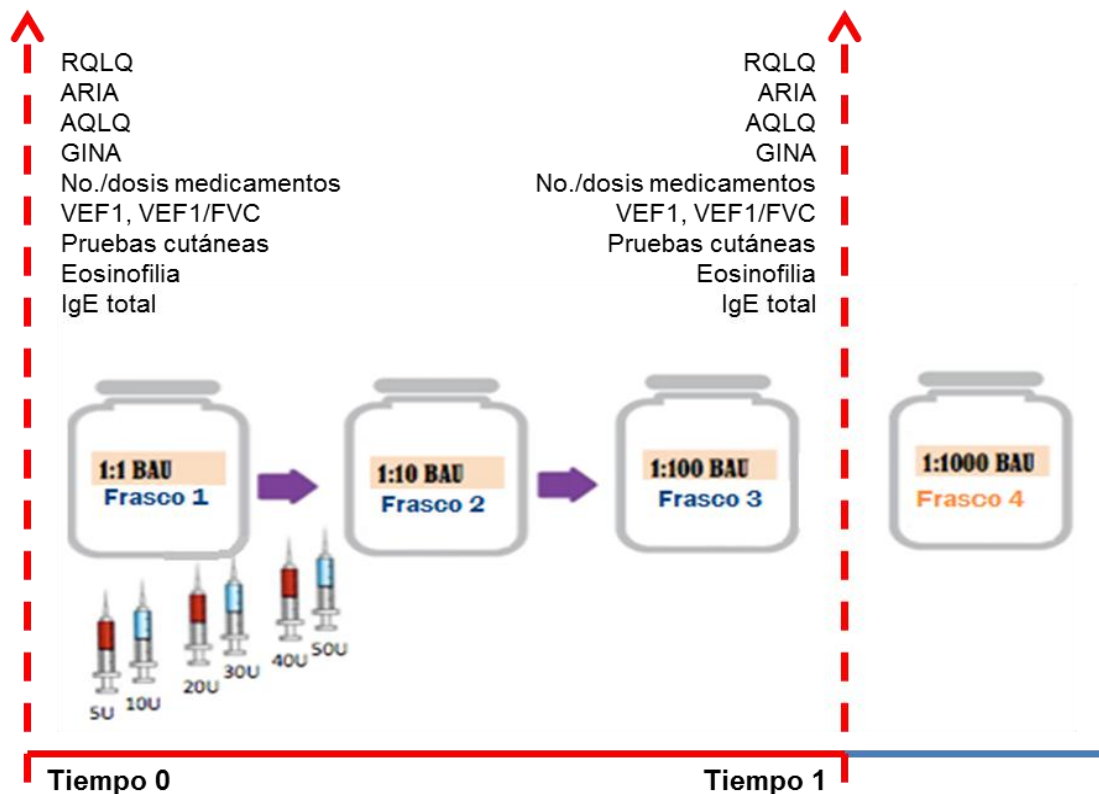 RQLQ
ARIA
AQLQ
GINA
No./dosis medicamentos
VEF1, VEF1/FVC
Pruebas cutáneas
Eosinofilia
IgE total
RQLQ
ARIA
AQLQ
GINA
No./dosis medicamentos
VEF1, VEF1/FVC
Pruebas cutáneas
Eosinofilia
IgE total
1:1 BAU
Frasco 1
1:10 BAU
Frasco 2
1:100 BAU
Frasco 3
1:1000 BAU
Frasco 4
5U
10U
20U
30U
40U
50U
Tiempo 0
Tiempo 1